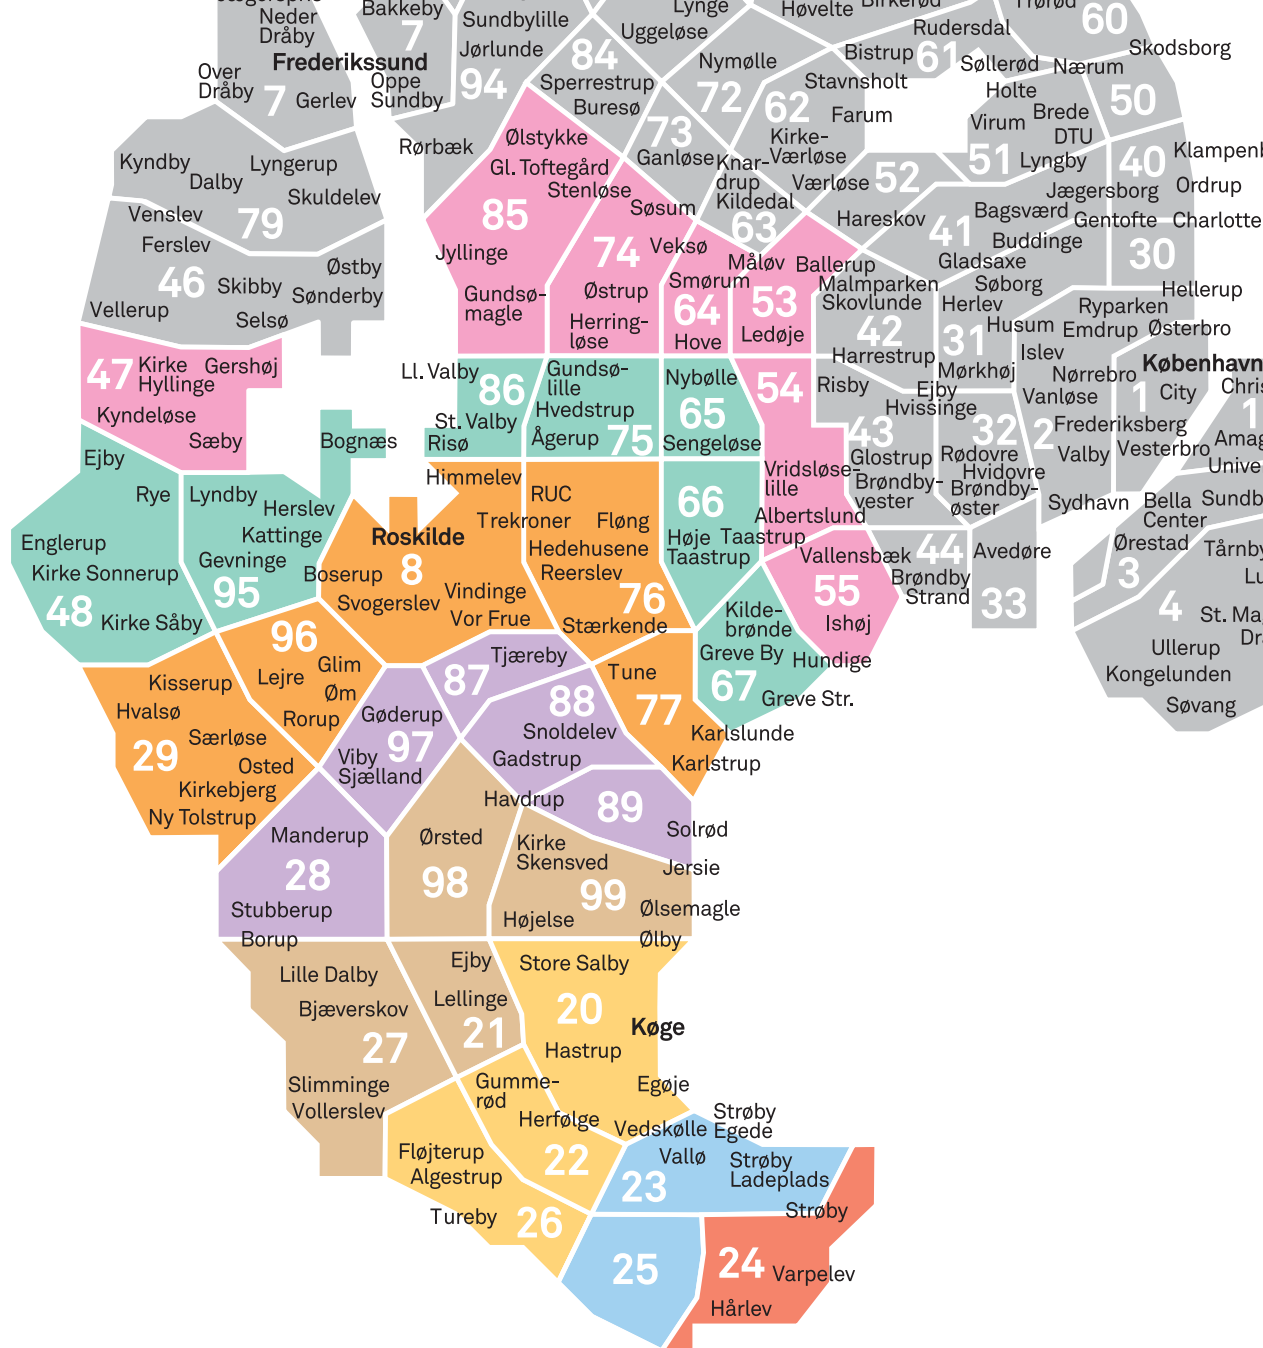 Neder
Dråby
Frederikssund
Over
Dråby
7
Gerlev
Bakkeby
7
Oppe
Sundby
Sundbylille
Jørlunde
94
Rørbæk
Lynge
Uggeløse
84
Sperrestrup
Buresø
Høvelte
Birkerød
Nymølle
72
73
Ganløse
62
Stavnsholt
Farum
Kirke-
Værløse
Knar-
drup
Kildedal
63
Rudersdal
Bistrup
61
Søllerød
Trørød
60
Skodsborg
Nærum
Holte
50
Virum
Brede
DTU
51
Lyngby
40
Værløse
52
Hareskov
Jægersborg
Ordrup
Bagsværd
Gentofte
Charlotte
41
Buddinge
30
Gladsaxe
Søborg
Hellerup
Kyndby
Lyngerup
Dalby
Skuldelev
Venslev
79
Ferslev
46
Skibby
Østby
Sønderby
Vellerup
Selsø
Ølstykke
Gl. Toftegård
Stenløse
85
Jyllinge
Gundsø-
magle
Søsum
74
Veksø
Østrup
Herring-
løse
Smørum
64
Hove
Måløv
53
Ledøje
Ballerup
Malmparken
Skovlunde
42
Harrestrup
Herlev
31
Mørkhøj
Husum
Islev
Ryparken
Emdrup
Østerbro
København
Nørrebro
Vanløse
1
City
2
Frederiksberg
Valby
Vesterbro
Sydhavn
1
Bella
Center
Ørestad
3
4
Ullerup
Kongelunden
Søvang
47
Kirke
Hyllinge
Gershøj
Kyndeløse
Sæby
Ejby
Rye
Englerup
Kirke Sonnerup
48
Kirke Såby
Lyndby
Herslev
Kattinge
Gevninge
95
Bognæs
Ll. Valby
86
St. Valby
Risø
Gundsø-
lille
Hvedstrup
Ågerup
75
Nybølle
65
Sengeløse
54
Risby
Ejby
Hvissinge
43
Glostrup
32
Rødovre
Hvidovre
Brøndby-
vester
Brøndby-
øster
Vridsløse-
lille
Albertslund
66
Høje
Taastrup
Taastrup
Vallensbæk
44
Brøndby
Strand
Avedøre
33
55
Ishøj
Himmelev
RUC
Trekroner
Fløng
Roskilde
8
Hedehusene
Reerslev
Boserup
Svogerslev
Vindinge
Vor Frue
76
Stærkende
Kilde-
brønde
Greve By
Hundige
67
Greve Str.
Tune
77
Karlslunde
Karlstrup
96
Glim
Lejre
Øm
Rorup
Kisserup
Hvalsø
Særløse
29
Osted
Kirkebjerg
Ny Tolstrup
Tjæreby
87
88
Gøderup
97
Viby
Sjælland
Snoldelev
Gadstrup
Havdrup
89
Solrød
Jersie
Manderup
28
Stubberup
Borup
Ørsted
98
Kirke
Skensved
99
Højelse
Ølsemagle
Ølby
Ejby
Lellinge
21
Store Salby
20
Køge
Hastrup
Egøje
Lille Dalby
Bjæverskov
27
Slimminge
Vollerslev
Gumme-
rød
Herfølge
22
Fløjterup
Algestrup
Tureby
26
Vedskølle
Strøby
Egede
Vallø
Strøby
Ladeplads
23
Strøby
25
24
Varpelev
Hårlev